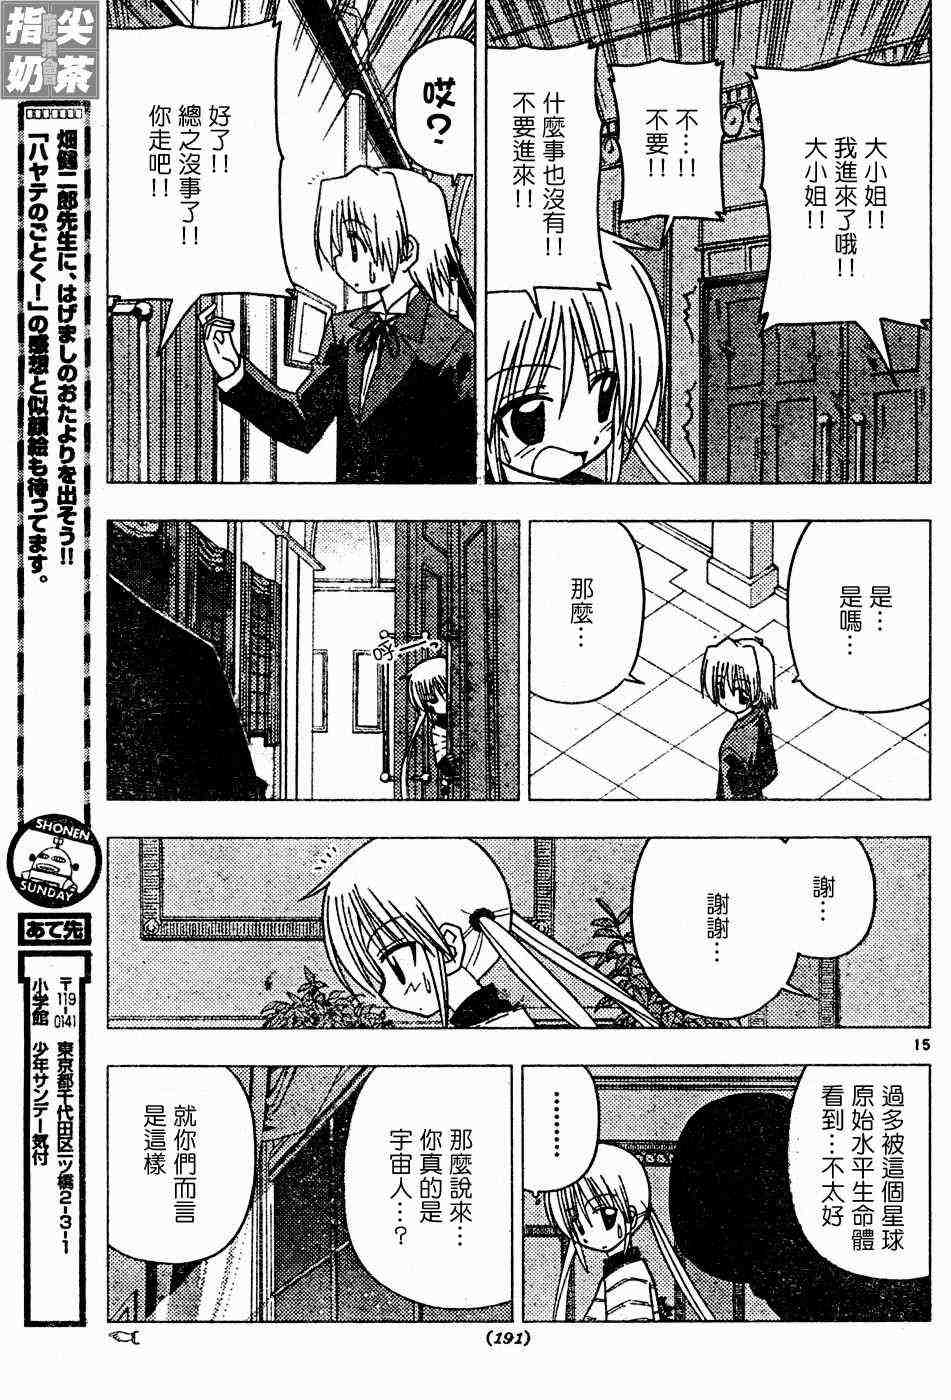 大小姐!!
我進來了哦!!
大小姐!!
不…!!
不要!!
什麼事也沒有!!
不要進來!!
哎?
好了!!
總之沒事了!!
你走吧!!
是…
是嗎…
那麼…
呼～
謝…
謝謝…
15
過多被這個星球
原始水平生命體
看到…不太好
………
那麼說來…
你真的是
宇宙人…?
就你們而言
是這樣
(191)
指尖
奶茶
畑健二郎先生に、はげましのおたよりを出そう!!
「ハヤテのごとく!」の感想と似顔絵も待ってます。
SHONEN
SUNDAY
あて先
〒119-0141
東京都千代田区一ツ橋2-3-1
小学館 少年サンデー気付